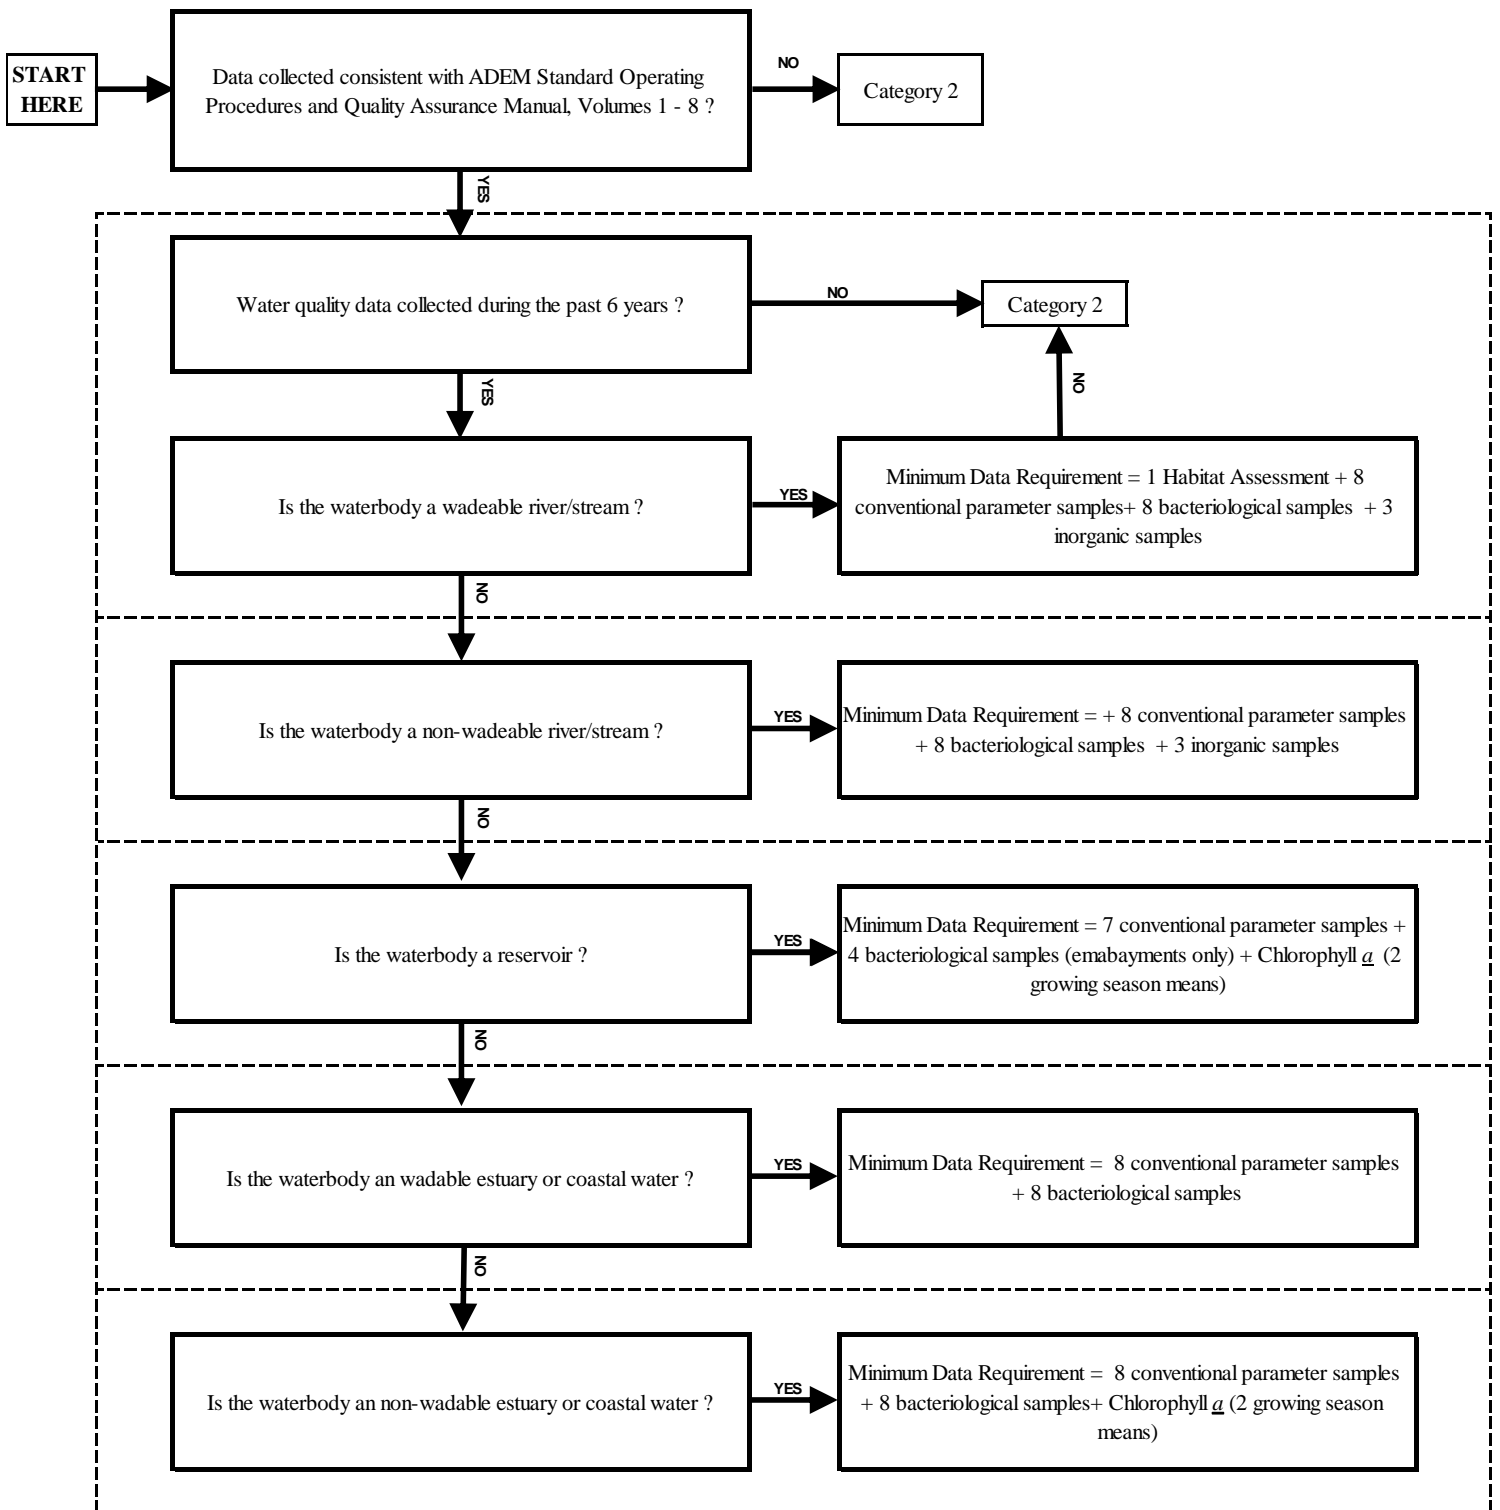 START
HERE
Data collected consistent with ADEM Standard Operating
Procedures and Quality Assurance Manual, Volumes 1 - 8 ?
NO
Category 2
YES
Water quality data collected during the past 6 years ?
NO
Category 2
YES
NO
Is the waterbody a wadeable river/stream ?
YES
Minimum Data Requirement = 1 Habitat Assessment + 8
conventional parameter samples+ 8 bacteriological samples + 3
inorganic samples
NO
Is the waterbody a non-wadeable river/stream ?
YES
Minimum Data Requirement = + 8 conventional parameter samples
+ 8 bacteriological samples + 3 inorganic samples
NO
Is the waterbody a reservoir ?
YES
Minimum Data Requirement = 7 conventional parameter samples +
4 bacteriological samples (emabayments only) + Chlorophyll a (2
growing season means)
NO
Is the waterbody an wadable estuary or coastal water ?
YES
Minimum Data Requirement = 8 conventional parameter samples
+ 8 bacteriological samples
NO
Is the waterbody an non-wadable estuary or coastal water ?
YES
Minimum Data Requirement = 8 conventional parameter samples
+ 8 bacteriological samples+ Chlorophyll a (2 growing season
means)